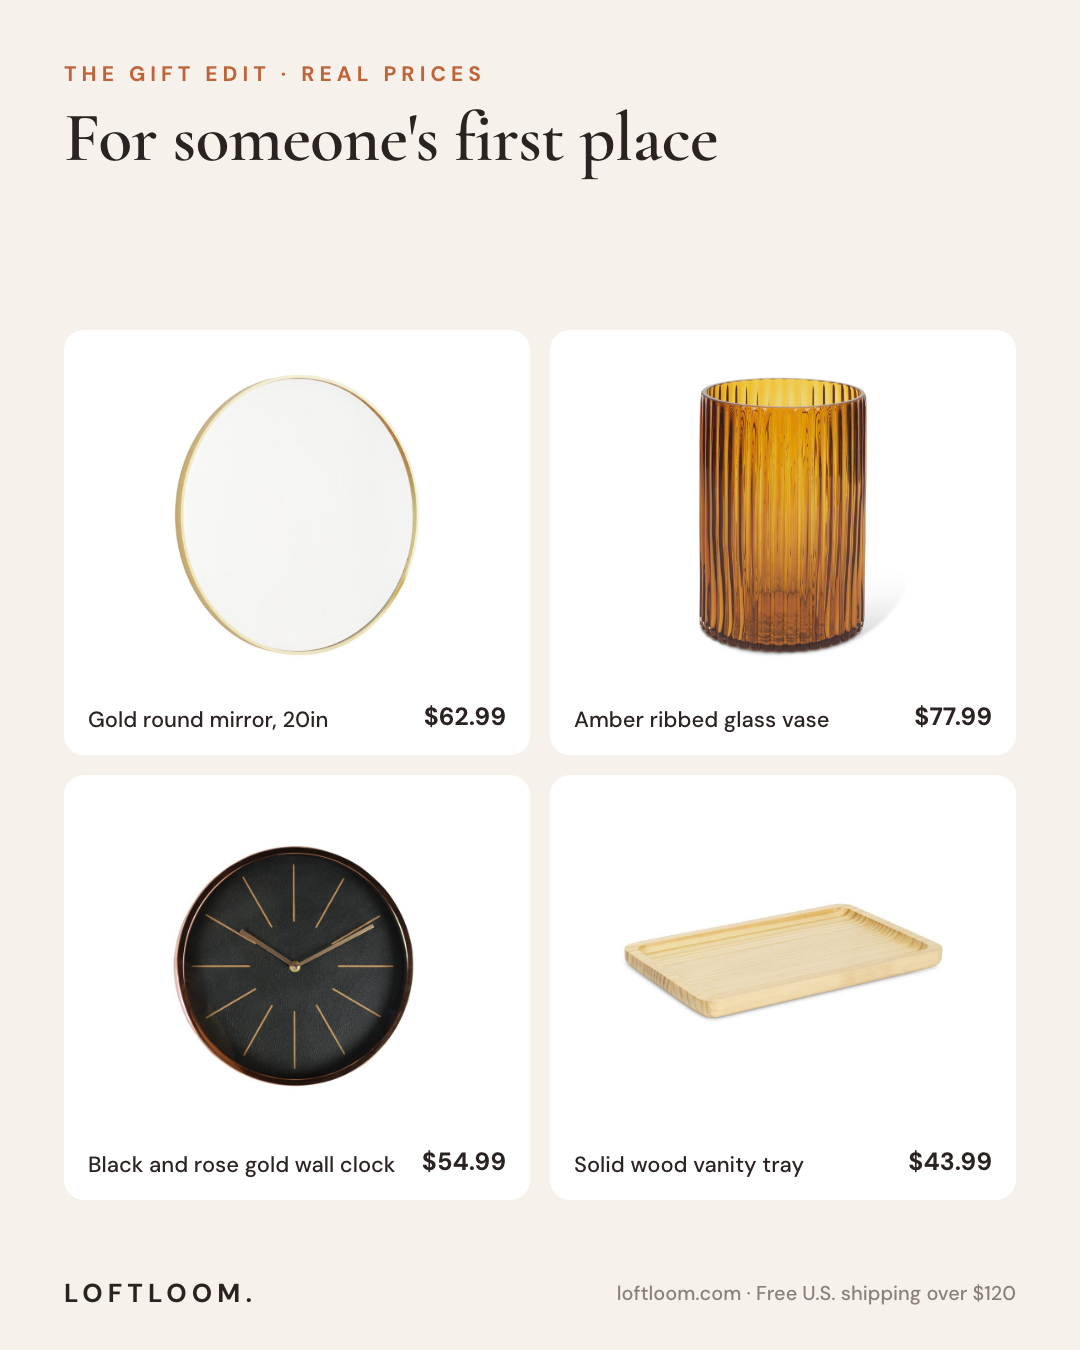 THE GIFT EDIT · REAL PRICES
For someone's first place
Gold round mirror, 20in $62.99
Amber ribbed glass vase $77.99
Black and rose gold wall clock $54.99
Solid wood vanity tray $43.99
LOFTLOOM.
loftloom.com · Free U.S. shipping over $120